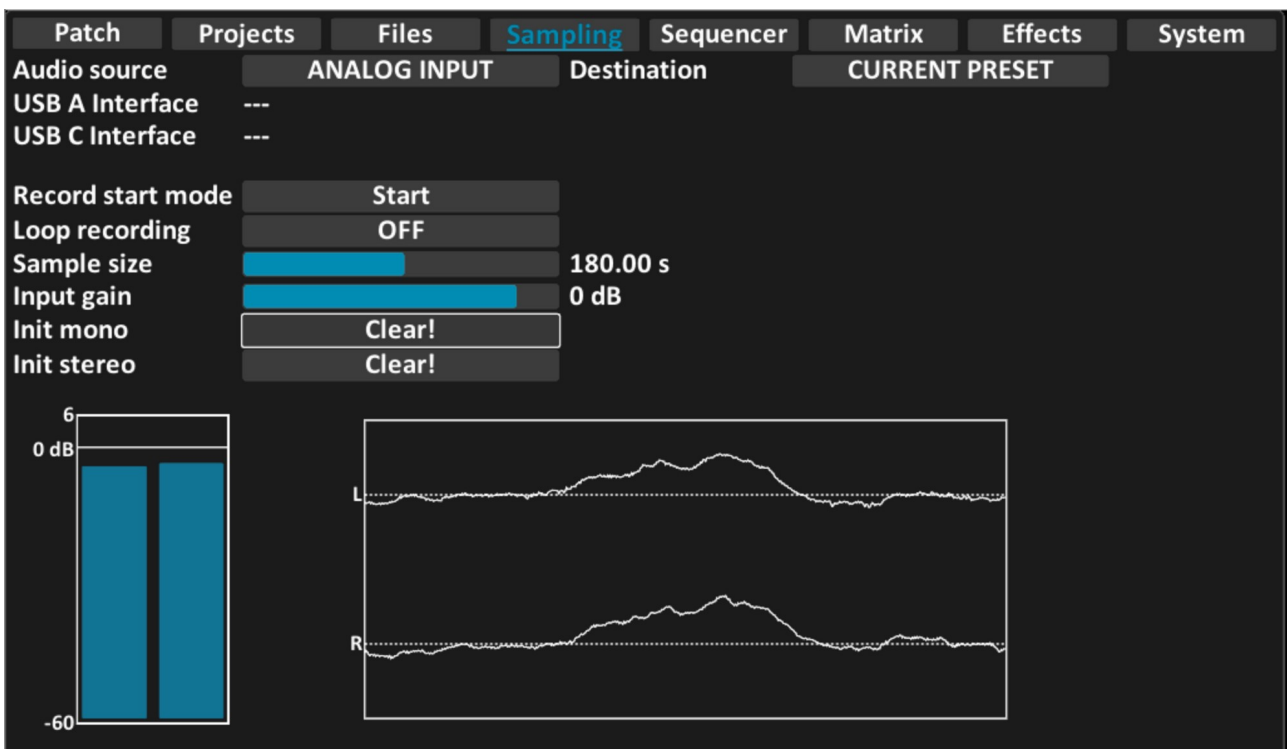 Patch Projects Files Sampling Sequencer Matrix Effects System
Audio source ANALOG INPUT Destination CURRENT PRESET
USB A Interface ---
USB C Interface ---
Record start mode Start
Loop recording OFF
Sample size 180.00 s
Input gain 0 dB
Init mono Clear!
Init stereo Clear!
6
0 dB
L
R
-60